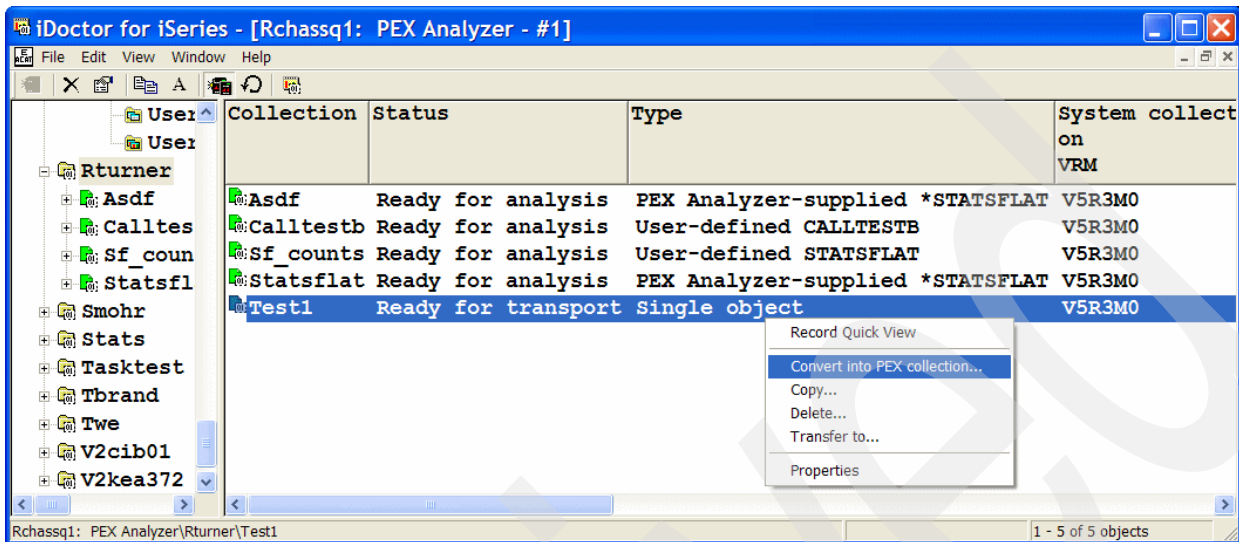 iDoctor for iSeries - [Rchassq1: PEX Analyzer - #1]
File Edit View Window Help
User
User
Rturner
Asdf
Calltes
Sf_coun
Statsfl
Smohr
Stats
Tasktest
Tbrand
Twe
V2cib01
V2kea372
Collection Status Type System collect
on
VRM
Asdf Ready for analysis PEX Analyzer-supplied *STATSFLAT V5R3M0
Calltestb Ready for analysis User-defined CALLTESTB V5R3M0
Sf_counts Ready for analysis User-defined STATSFLAT V5R3M0
Statsflat Ready for analysis PEX Analyzer-supplied *STATSFLAT V5R3M0
Test1 Ready for transport Single object V5R3M0
Record Quick View
Convert into PEX collection...
Copy...
Delete...
Transfer to...
Properties
Rchassq1: PEX Analyzer\Rturner\Test1 1 - 5 of 5 objects